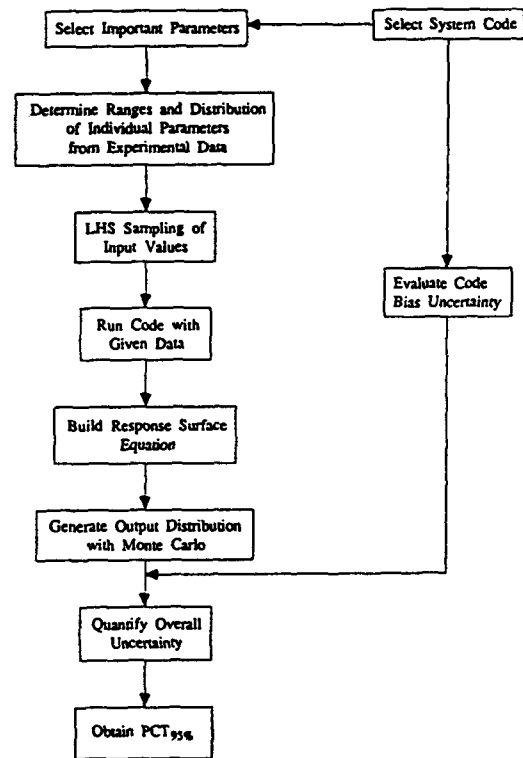 Select Important Parameters
Select System Code
Determine Ranges and Distribution
of Individual Parameters
from Experimental Data
LHS Sampling of
Input Values
Evaluate Code
Bias Uncertainty
Run Code with
Given Data
Build Response Surface
Equation
Generate Output Distribution
with Monte Carlo
Quantify Overall
Uncertainty
Obtain PCT95%